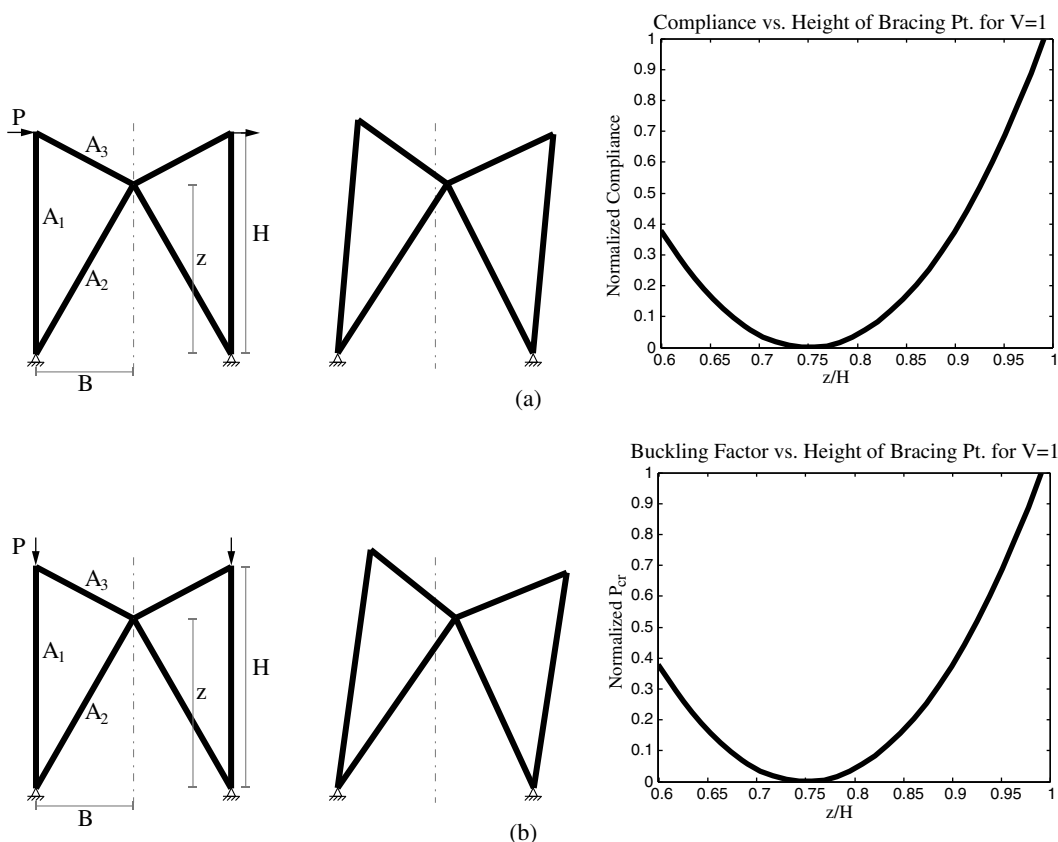 P
A3
A1
A2
z
H
B
Compliance vs. Height of Bracing Pt. for V=1
Normalized Compliance
1
0.9
0.8
0.7
0.6
0.5
0.4
0.3
0.2
0.1
0
0.6 0.65 0.7 0.75 0.8 0.85 0.9 0.95 1
z/H
(a)
P
A3
A1
A2
z
H
B
Buckling Factor vs. Height of Bracing Pt. for V=1
Normalized Pcr
1
0.9
0.8
0.7
0.6
0.5
0.4
0.3
0.2
0.1
0
0.6 0.65 0.7 0.75 0.8 0.85 0.9 0.95 1
z/H
(b)